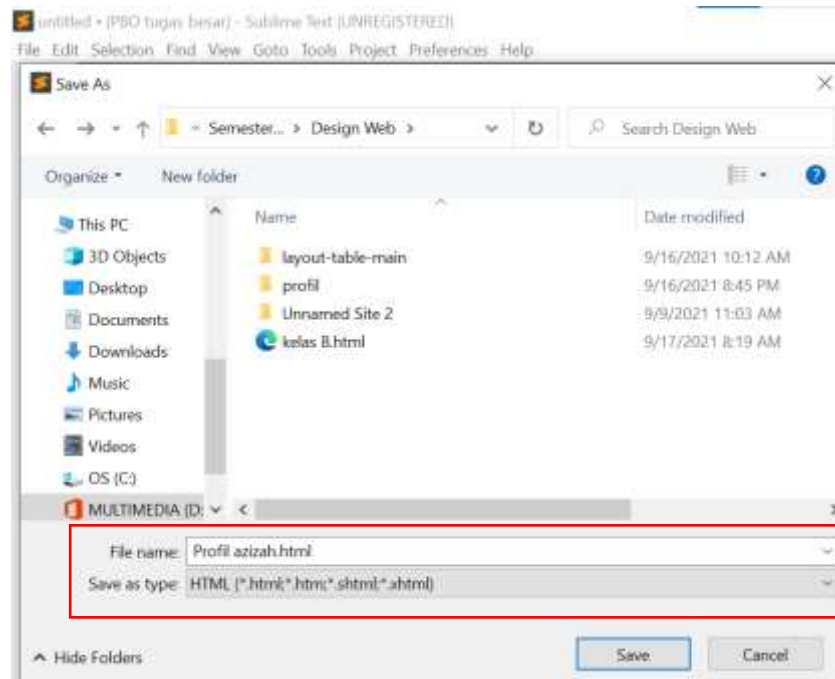 untitled • (PBO tugas besar) - Sublime Text (UNREGISTERED)
File Edit Selection Find View Goto Tools Project Preferences Help
Save As
« Semester... > Design Web >
Search Design Web
Organize
New folder
Name Date modified
This PC
3D Objects
Desktop
Documents
Downloads
Music
Pictures
Videos
OS (C:)
MULTIMEDIA (D:
layout-table-main 9/16/2021 10:12 AM
profil 9/16/2021 8:45 PM
Unnamed Site 2 9/9/2021 11:03 AM
kelas B.html 9/17/2021 8:19 AM
File name: Profil azizah.html
Save as type: HTML (*.html;*.htm;*.shtml;*.xhtml)
Hide Folders
Save
Cancel